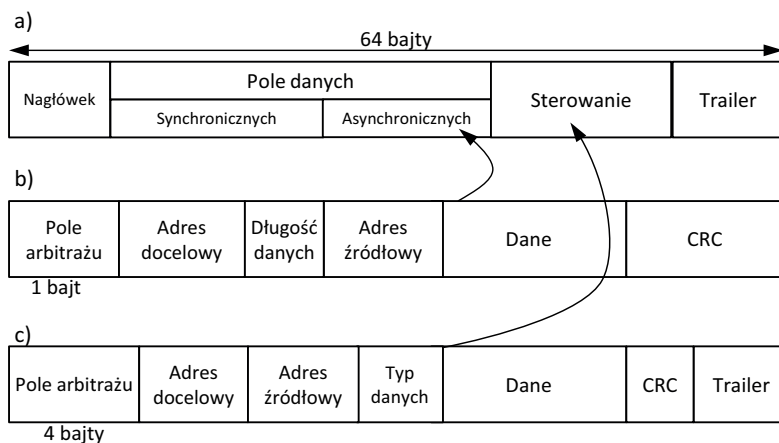 a)
64 bajty
Nagłówek
Pole danych
Synchronicznych
Asynchronicznych
Sterowanie
Trailer
b)
Pole
arbitrażu
Adres
docelowy
Długość
danych
Adres
źródłowy
Dane
CRC
1 bajt
c)
Pole arbitrażu
Adres
docelowy
Adres
źródłowy
Typ
danych
Dane
CRC
Trailer
4 bajty